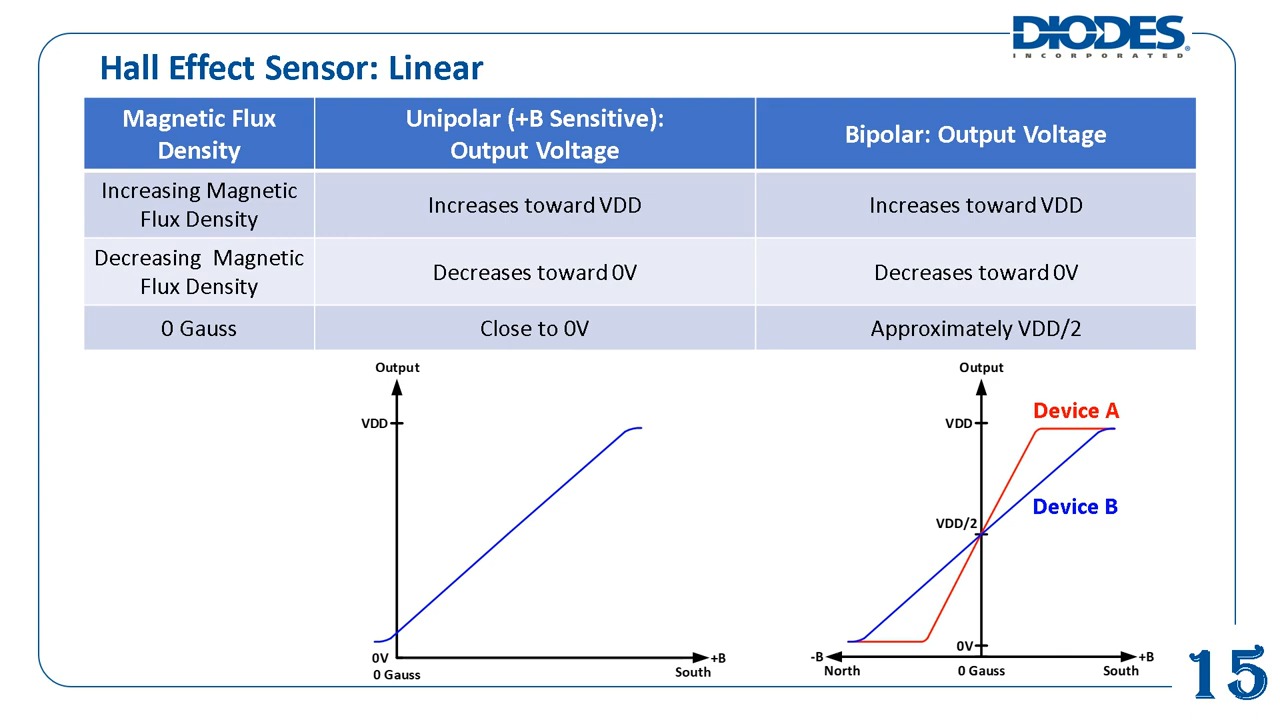 DIODES
INCORPORATED
Hall Effect Sensor: Linear
Magnetic Flux
Density
Unipolar (+B Sensitive):
Output Voltage
Bipolar: Output Voltage
Increasing Magnetic
Flux Density
Increases toward VDD
Increases toward VDD
Decreasing Magnetic
Flux Density
Decreases toward 0V
Decreases toward 0V
0 Gauss
Close to 0V
Approximately VDD/2
Output
VDD
0V
0 Gauss
+B
South
Output
VDD
Device A
Device B
VDD/2
0V
-B
North
0 Gauss
+B
South
15